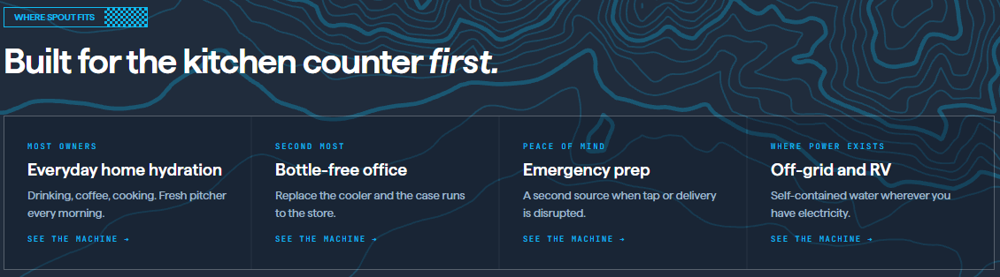 WHERE SPOUT FITS
Built for the kitchen counter first.
MOST OWNERS
Everyday home hydration
Drinking, coffee, cooking. Fresh pitcher
every morning.
SEE THE MACHINE →
SECOND MOST
Bottle-free office
Replace the cooler and the case runs
to the store.
SEE THE MACHINE →
PEACE OF MIND
Emergency prep
A second source when tap or delivery
is disrupted.
SEE THE MACHINE →
WHERE POWER EXISTS
Off-grid and RV
Self-contained water wherever you
have electricity.
SEE THE MACHINE →